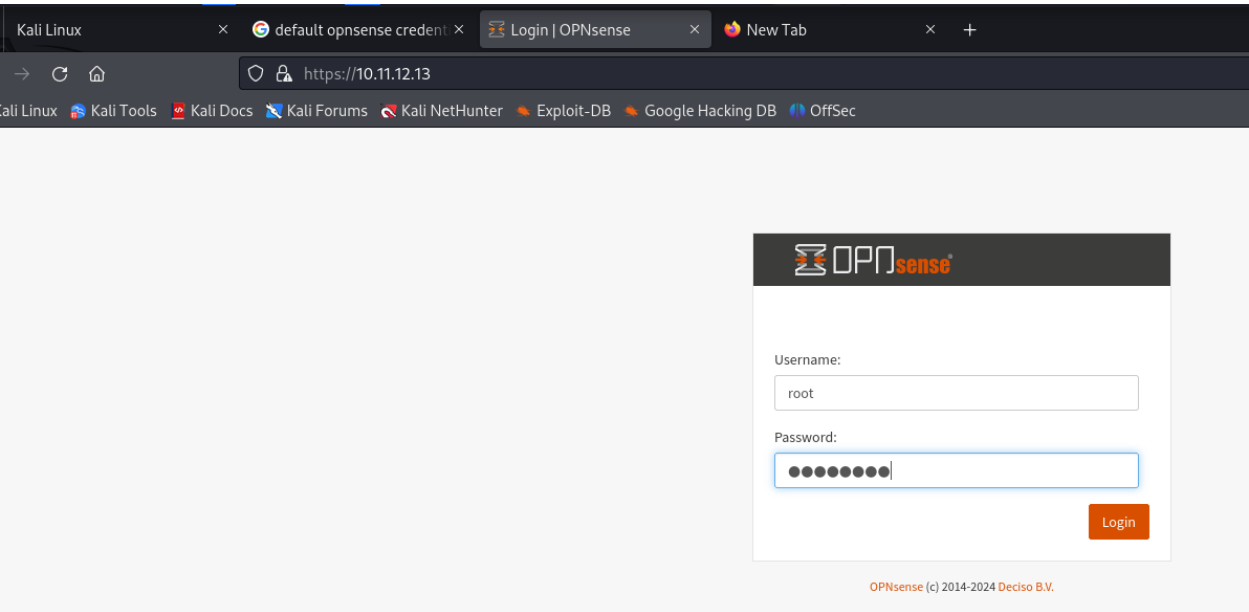 Kali Linux
default opnsense credenti
Login | OPNsense
New Tab
https://10.11.12.13
Kali Linux Kali Tools Kali Docs Kali Forums Kali NetHunter Exploit-DB Google Hacking DB OffSec
OPNsense
Username:
root
Password:
Login
OPNsense (c) 2014-2024 Deciso B.V.